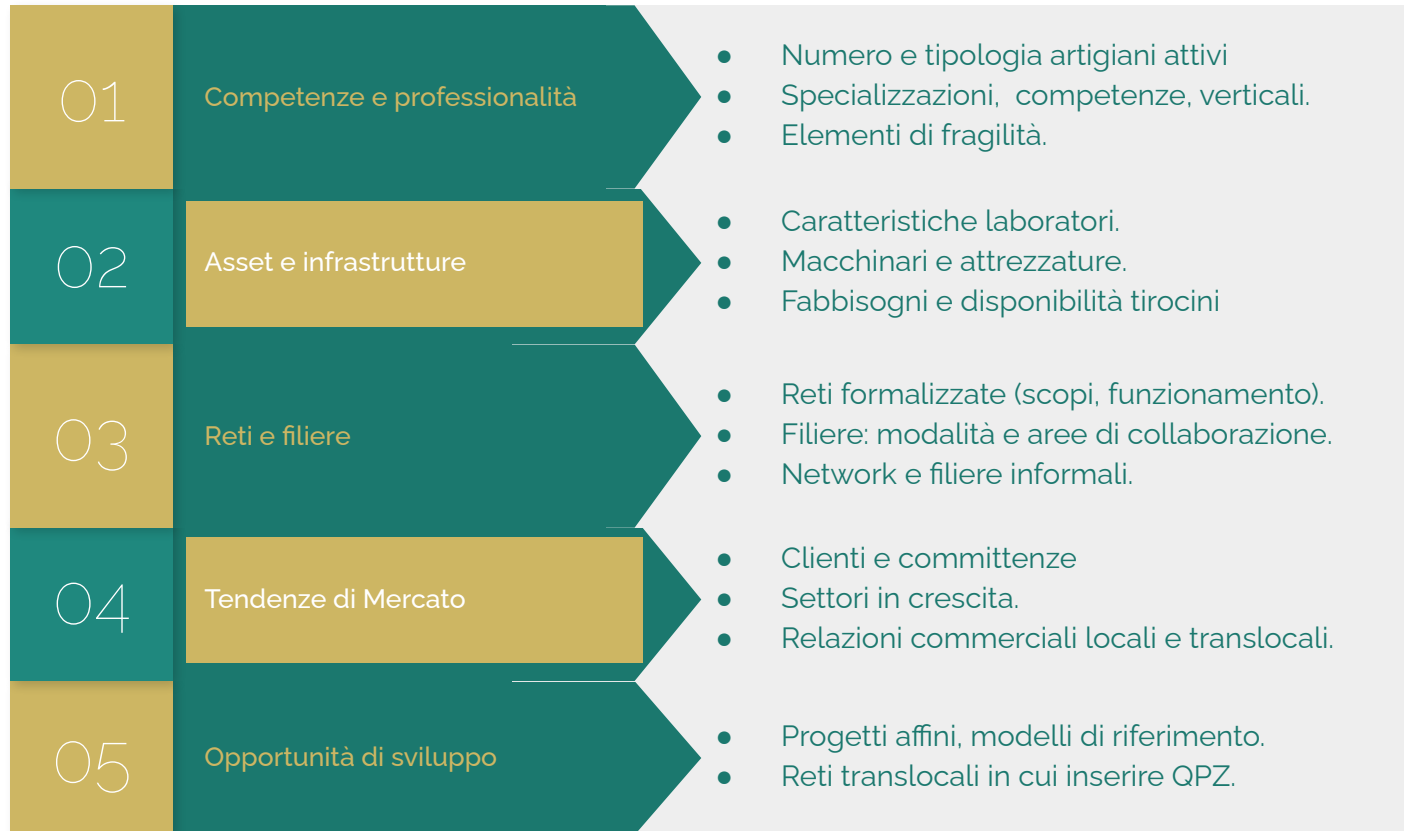 01
Competenze e professionalità
● Numero e tipologia artigiani attivi
● Specializzazioni, competenze, verticali.
● Elementi di fragilità.
02
Asset e infrastrutture
● Caratteristiche laboratori.
● Macchinari e attrezzature.
● Fabbisogni e disponibilità tirocini
03
Reti e filiere
● Reti formalizzate (scopi, funzionamento).
● Filiere: modalità e aree di collaborazione.
● Network e filiere informali.
04
Tendenze di Mercato
● Clienti e committenze
● Settori in crescita.
● Relazioni commerciali locali e translocali.
05
Opportunità di sviluppo
● Progetti affini, modelli di riferimento.
● Reti translocali in cui inserire QPZ.